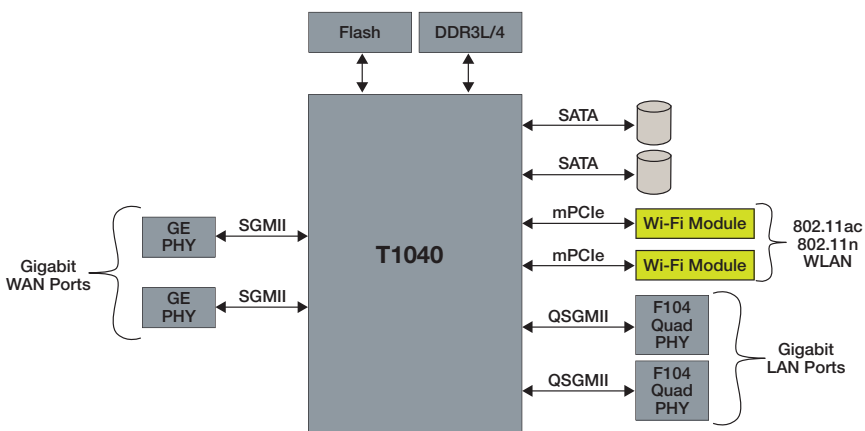 Flash
DDR3L/4
SATA
SATA
mPCIe
Wi-Fi Module
mPCIe
Wi-Fi Module
802.11ac
802.11n
WLAN
GE
PHY
SGMII
Gigabit
WAN Ports
GE
PHY
SGMII
T1040
QSGMII
F104
Quad
PHY
QSGMII
F104
Quad
PHY
Gigabit
LAN Ports